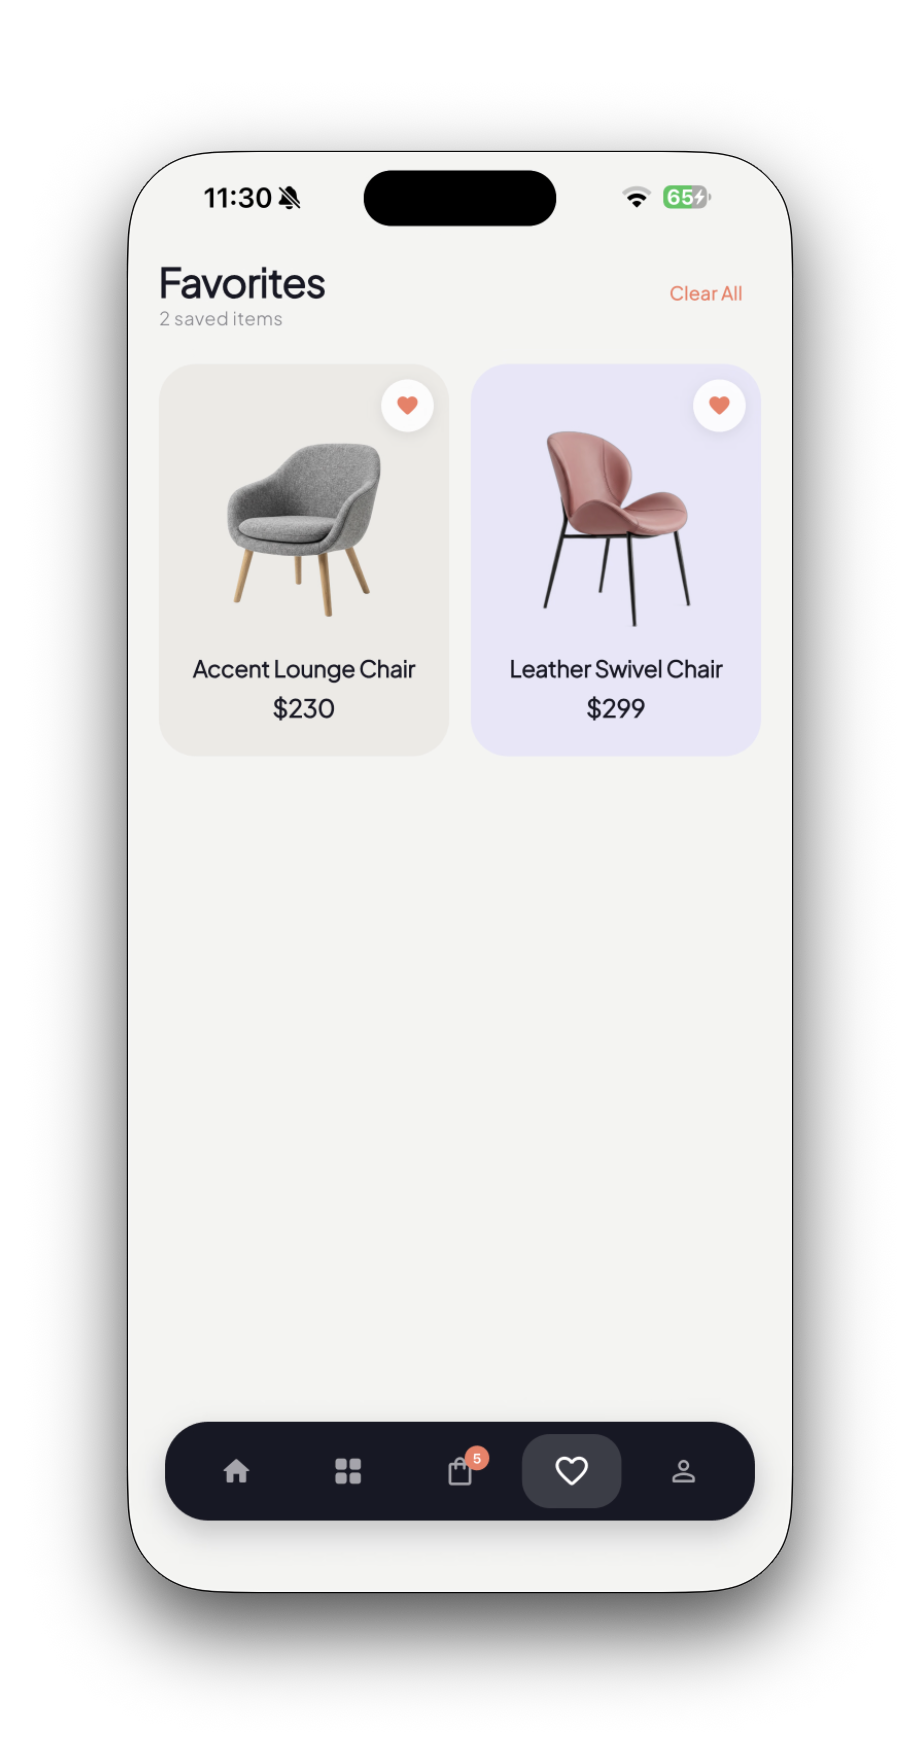 11:30
65
Favorites
Clear All
2 saved items
Accent Lounge Chair
$230
Leather Swivel Chair
$299
5